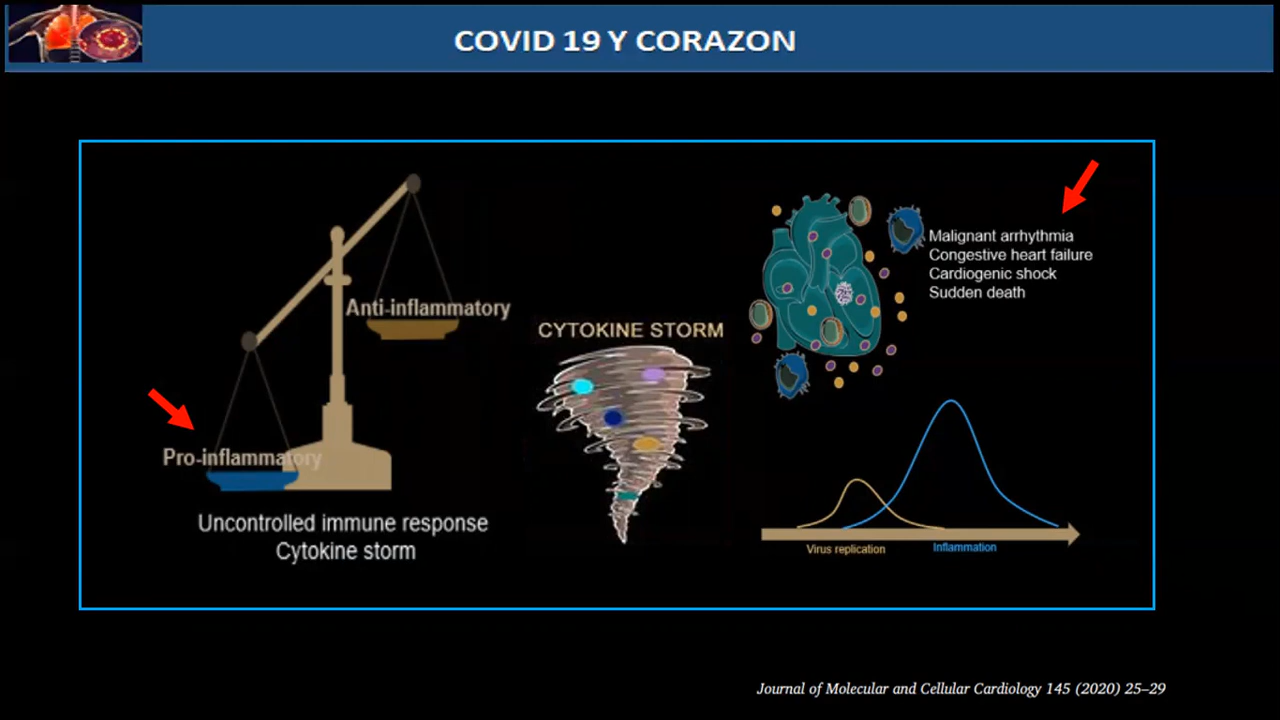 COVID 19 Y CORAZON
Anti-inflammatory
Pro-inflammatory
Uncontrolled immune response
Cytokine storm
CYTOKINE STORM
Malignant arrhythmia
Congestive heart failure
Cardiogenic shock
Sudden death
Virus replication
Inflammation
Journal of Molecular and Cellular Cardiology 145 (2020) 25–29